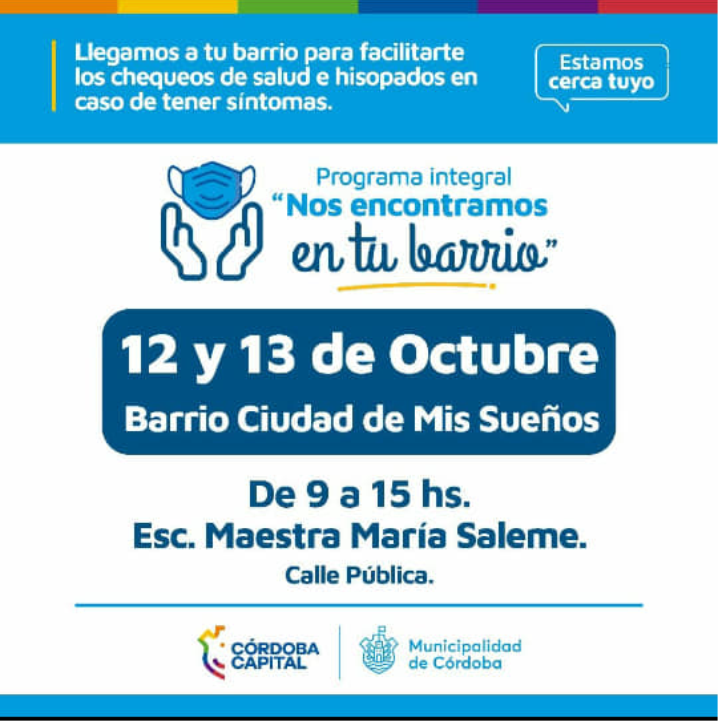 Llegamos a tu barrio para facilitarte
los chequeos de salud e hisopados en
caso de tener síntomas.
Estamos
cerca tuyo
Programa integral
“Nos encontramos
en tu barrio”
12 y 13 de Octubre
Barrio Ciudad de Mis Sueños
De 9 a 15 hs.
Esc. Maestra María Saleme.
Calle Pública.
CÓRDOBA
CAPITAL
Municipalidad
de Córdoba